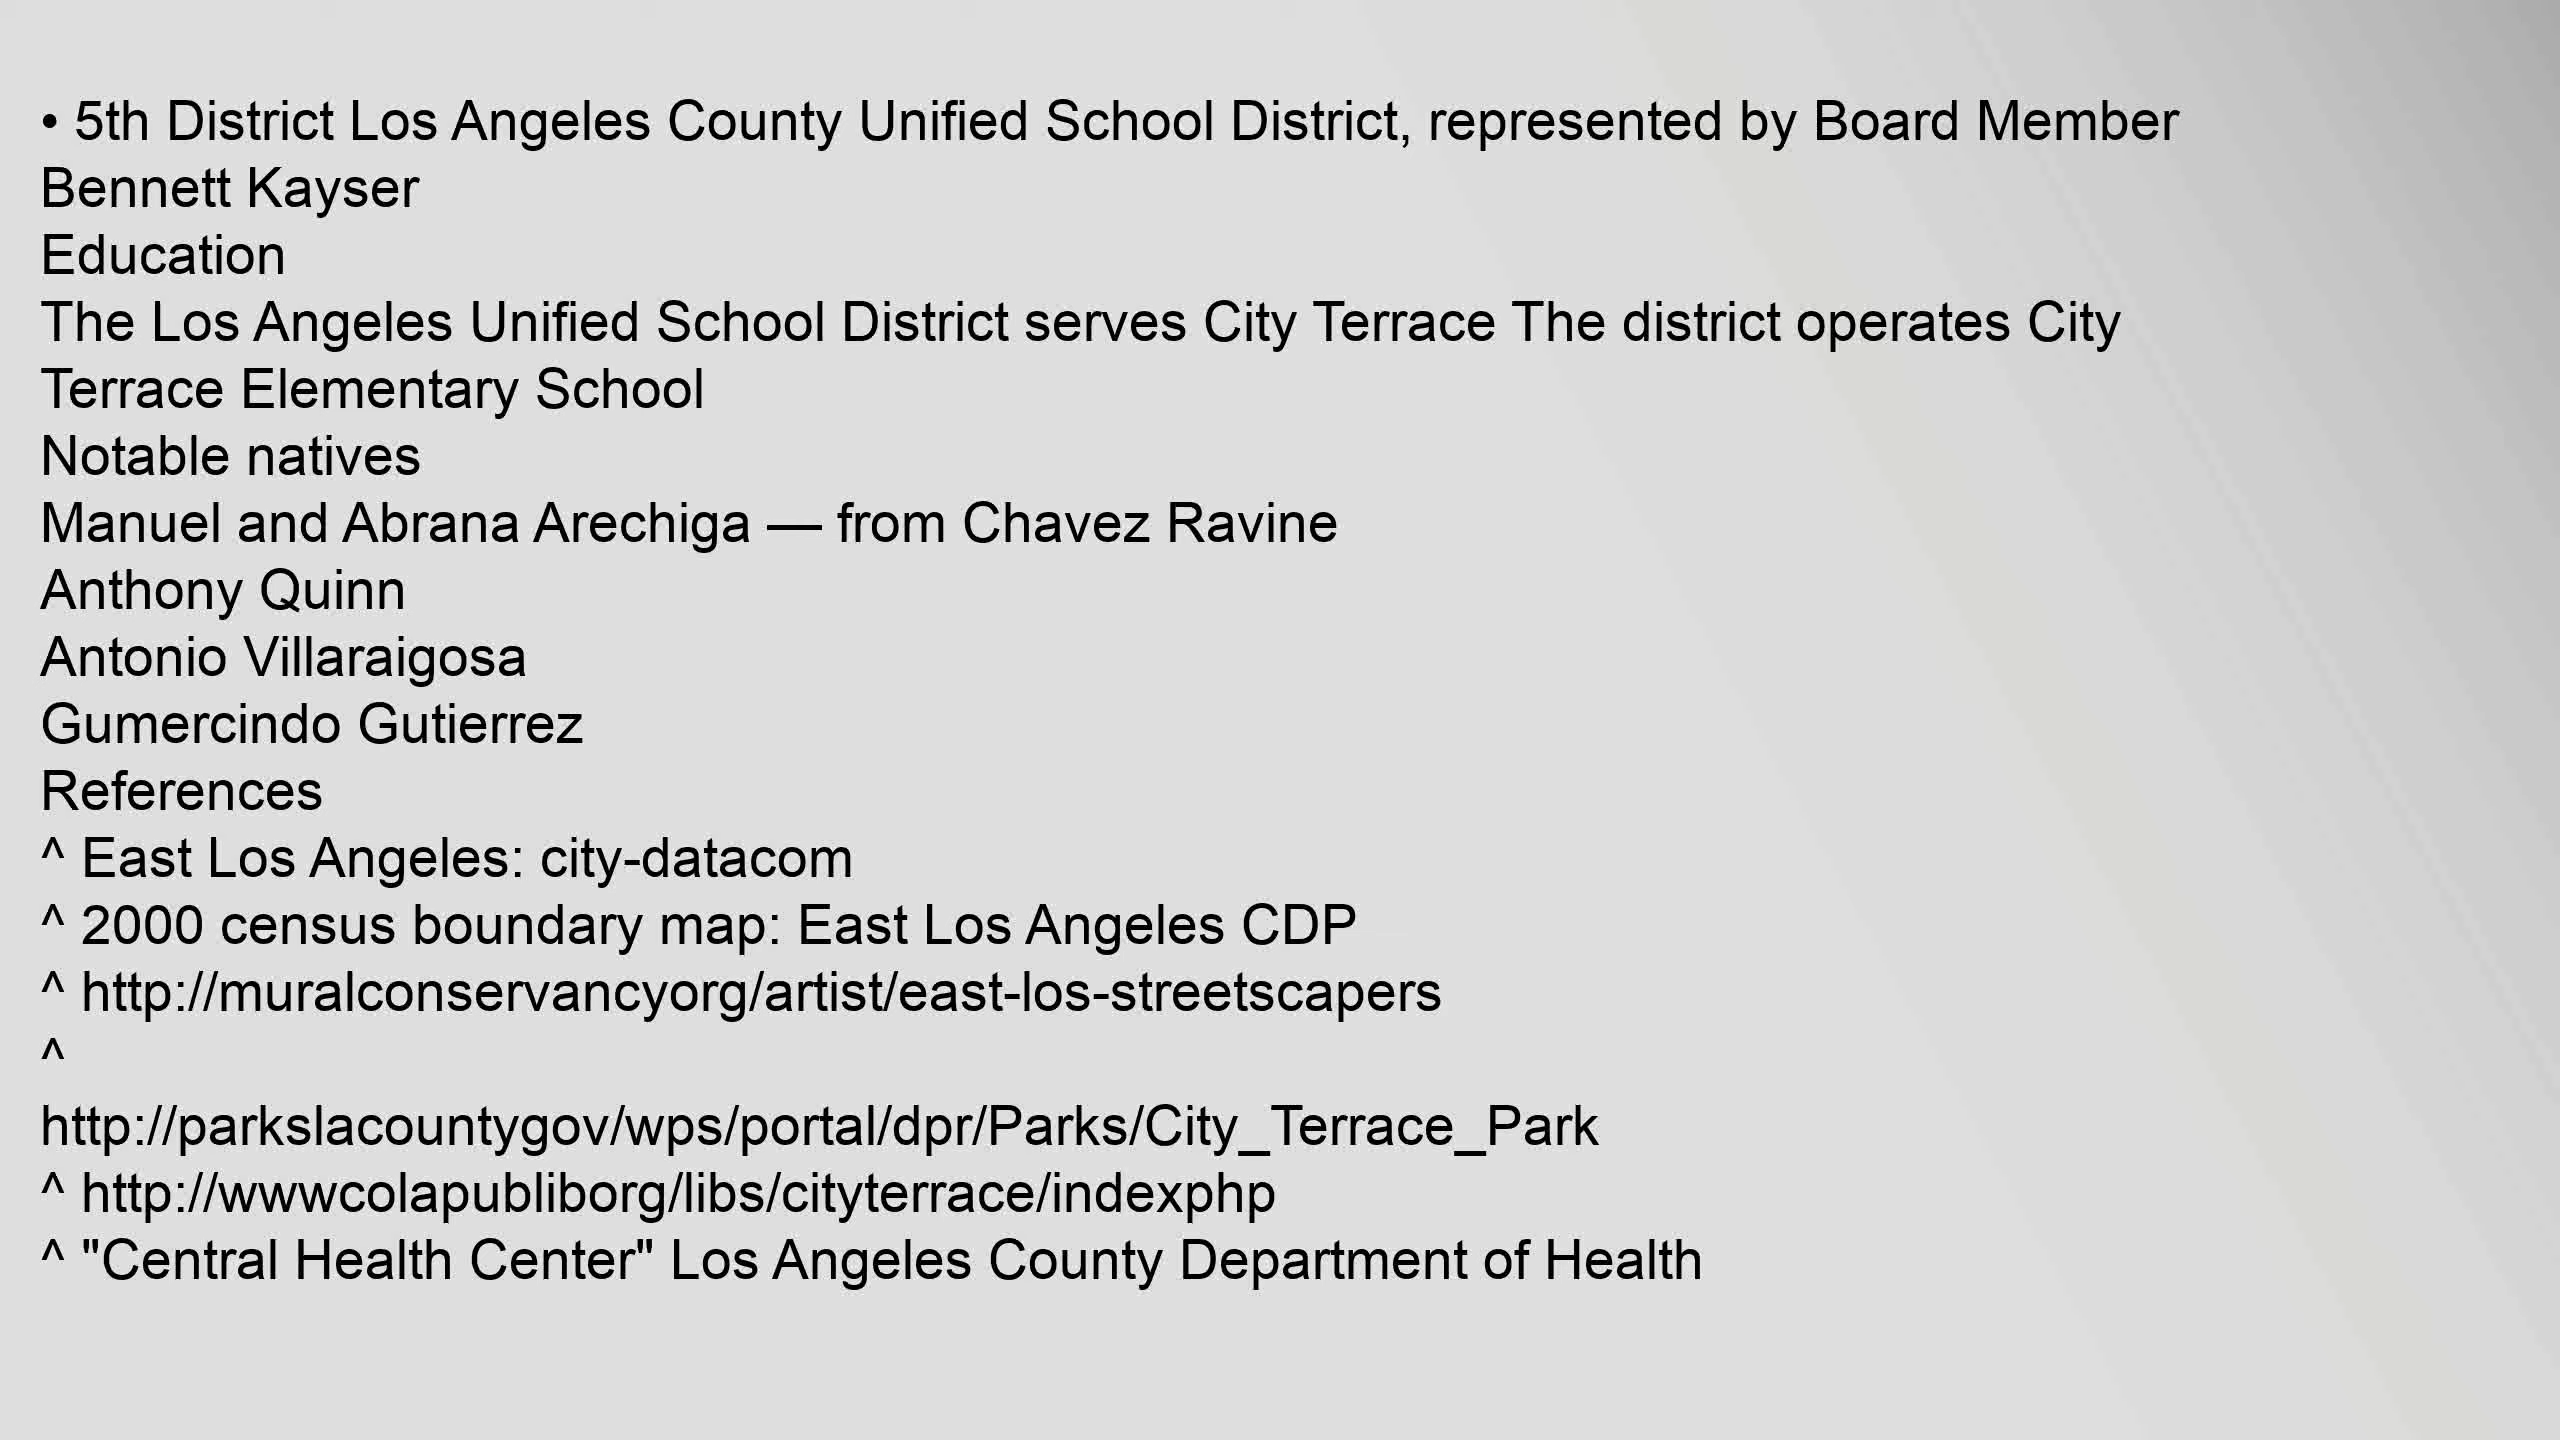 • 5th District Los Angeles County Unified School District, represented by Board Member
Bennett Kayser
Education
The Los Angeles Unified School District serves City Terrace The district operates City
Terrace Elementary School
Notable natives
Manuel and Abrana Arechiga — from Chavez Ravine
Anthony Quinn
Antonio Villaraigosa
Gumercindo Gutierrez
References
^ East Los Angeles: city-datacom
^ 2000 census boundary map: East Los Angeles CDP
^ http://muralconservancyorg/artist/east-los-streetscapers
^
http://parkslacountygov/wps/portal/dpr/Parks/City_Terrace_Park
^ http://wwwcolapubliborg/libs/cityterrace/indexphp
^ "Central Health Center" Los Angeles County Department of Health